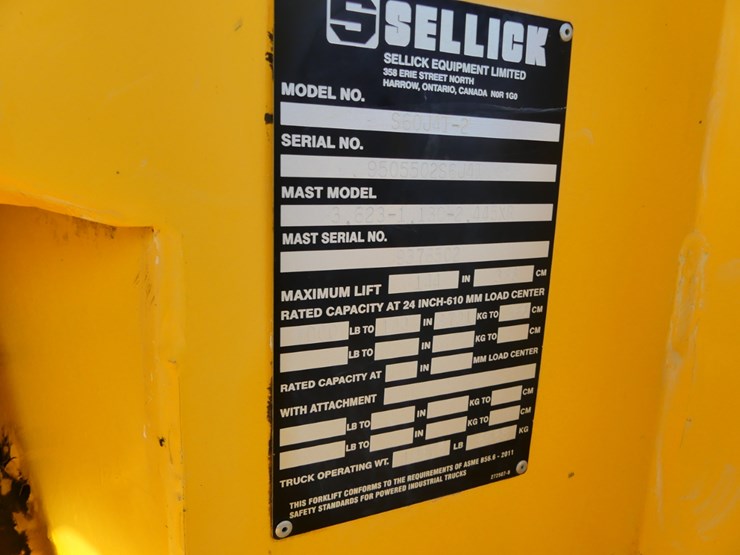 S SELLICK
SELLICK EQUIPMENT LIMITED
358 ERIE STREET NORTH
HARROW, ONTARIO, CANADA N0R 1G0
MODEL NO.
SERIAL NO.
MAST MODEL
MAST SERIAL NO.
MAXIMUM LIFT IN CM
RATED CAPACITY AT 24 INCH-610 MM LOAD CENTER
LB TO IN KG TO CM
LB TO IN KG TO CM
RATED CAPACITY AT IN MM LOAD CENTER
WITH ATTACHMENT
LB TO IN KG TO CM
LB TO IN KG TO CM
TRUCK OPERATING WT. LB KG
THIS FORKLIFT CONFORMS TO THE REQUIREMENTS OF ASME B56.6 - 2011
SAFETY STANDARDS FOR POWERED INDUSTRIAL TRUCKS